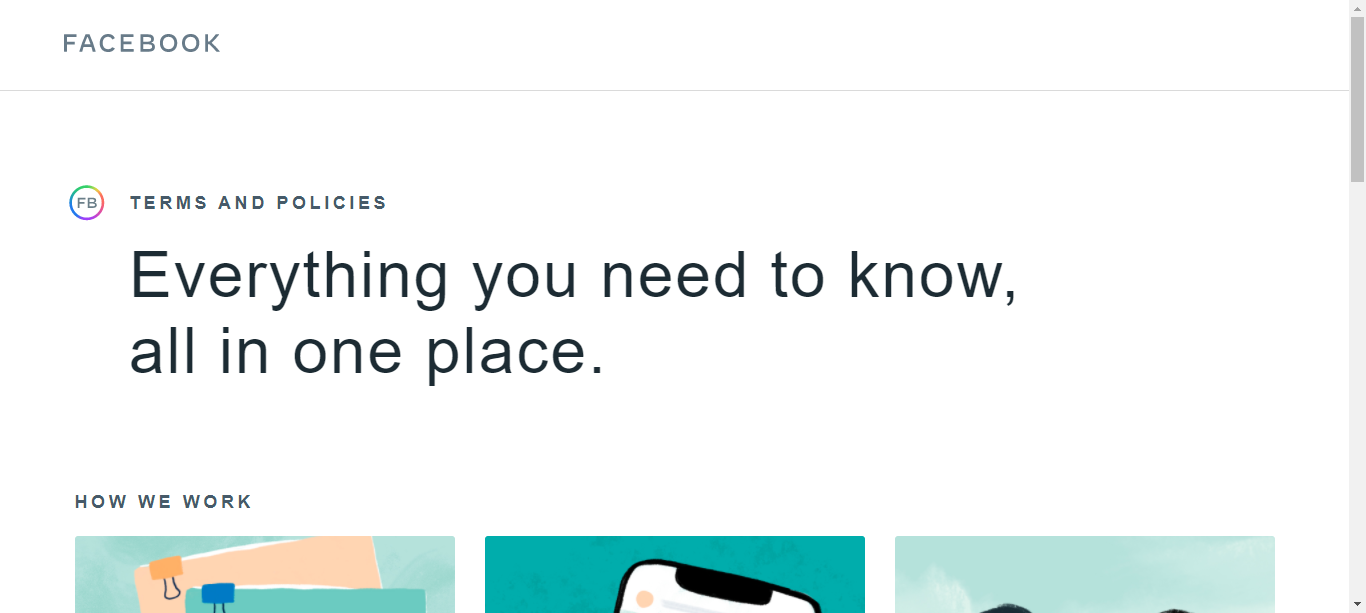 FACEBOOK
FB
TERMS AND POLICIES
Everything you need to know,
all in one place.
HOW WE WORK